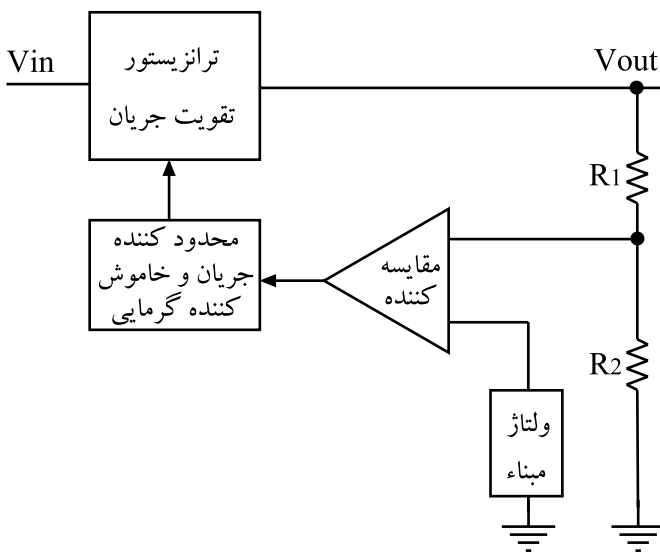 Vin
ترانزیستور
تقویت جریان
Vout
R1
محدود کننده
جریان و خاموش
کننده گرمایی
مقایسه
کننده
R2
ولتاژ
مبناء